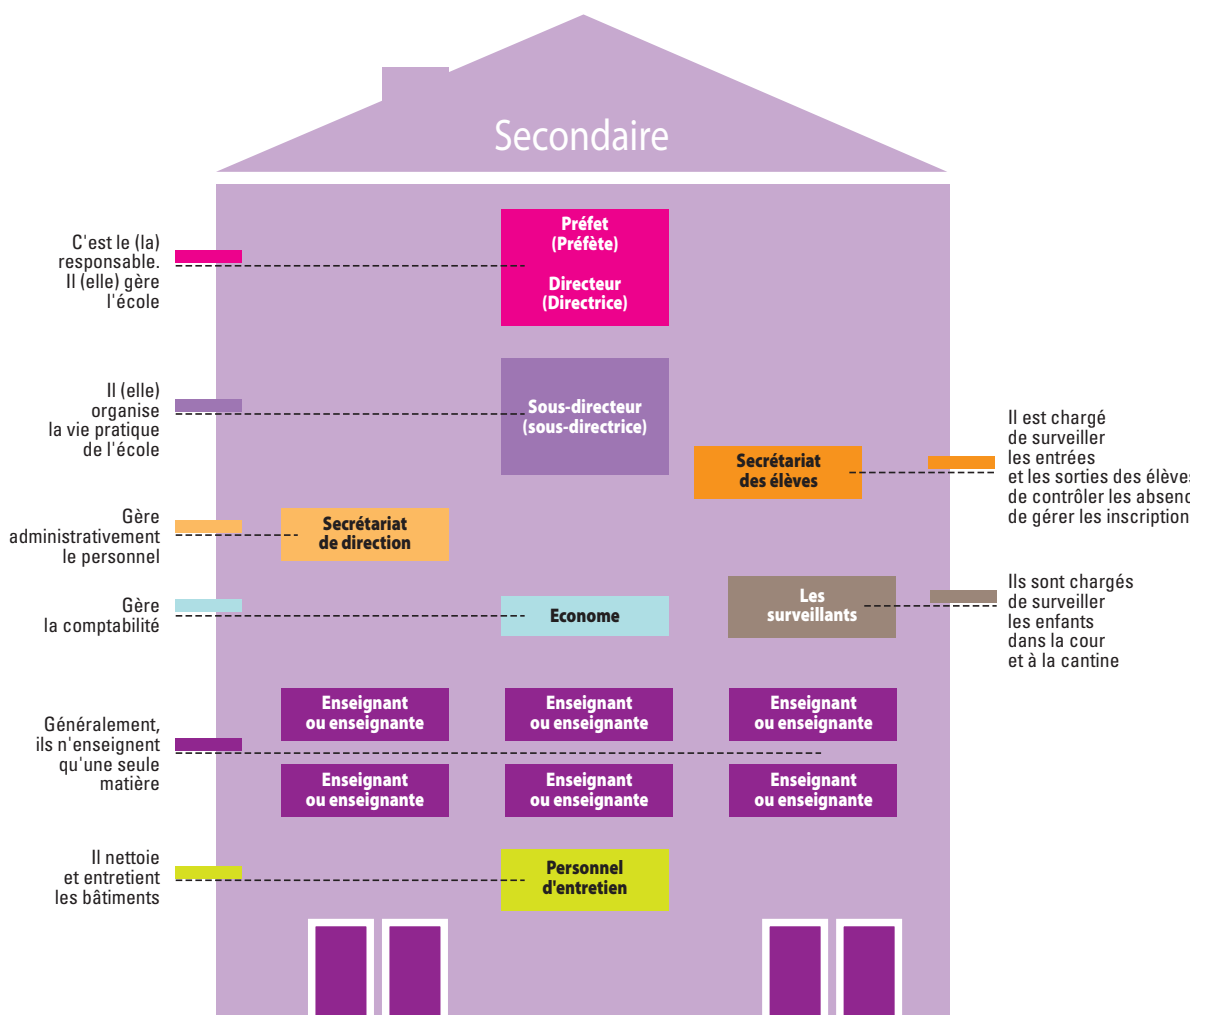 Secondaire
C'est le (la)
responsable.
Il (elle) gère
l'école
Préfet
(Préfète)
Directeur
(Directrice)
Il (elle)
organise
la vie pratique
de l'école
Sous-directeur
(sous-directrice)
Secrétariat
des élèves
Il est chargé
de surveiller
les entrées
et les sorties des élève
de contrôler les absenc
de gérer les inscription
Gère
administrativement
le personnel
Secrétariat
de direction
Gère
la comptabilité
Econome
Les
surveillants
Ils sont chargés
de surveiller
les enfants
dans la cour
et à la cantine
Généralement,
ils n'enseignent
qu'une seule
matière
Enseignant
ou enseignante
Enseignant
ou enseignante
Enseignant
ou enseignante
Enseignant
ou enseignante
Enseignant
ou enseignante
Enseignant
ou enseignante
Il nettoie
et entretient
les bâtiments
Personnel
d'entretien